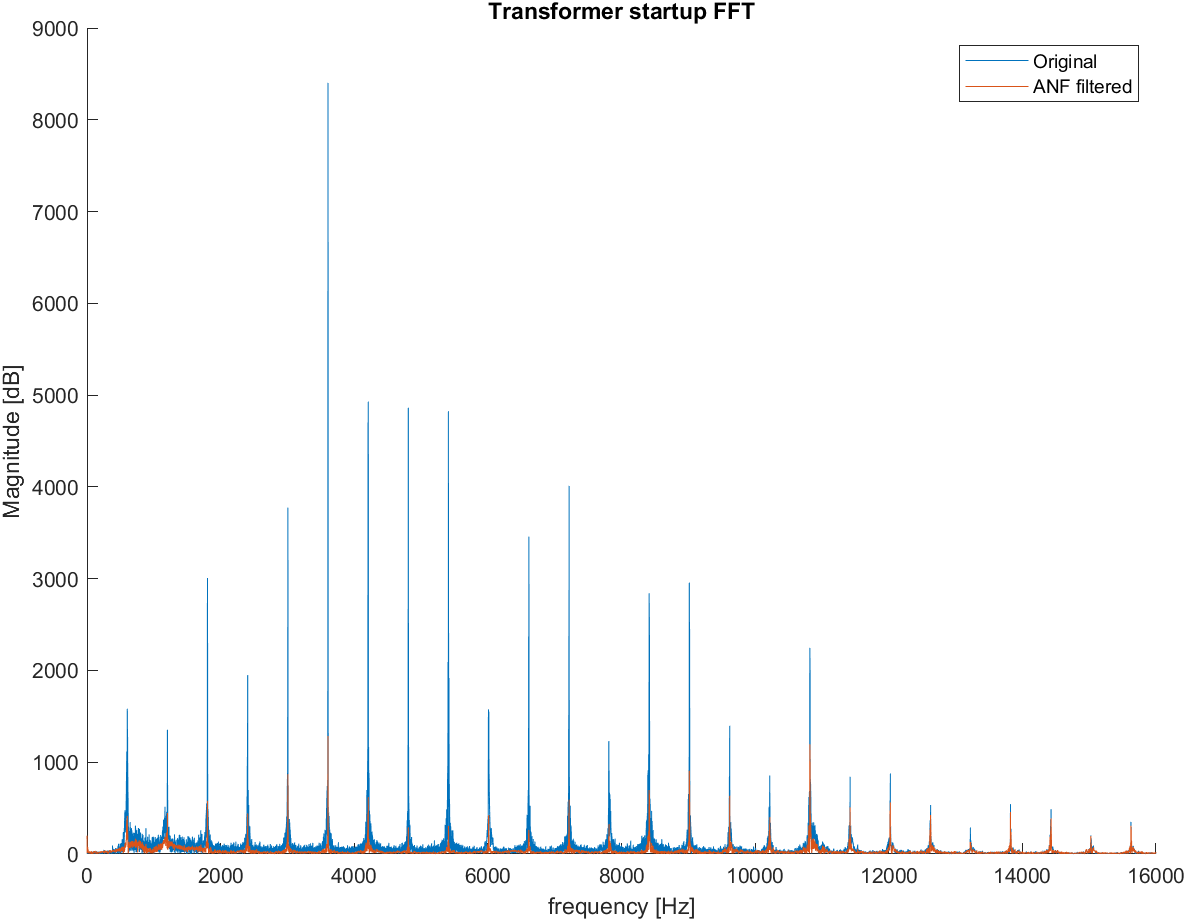 Transformer startup FFT
Original
ANF filtered
9000
8000
7000
6000
5000
4000
3000
2000
1000
0
Magnitude [dB]
0 2000 4000 6000 8000 10000 12000 14000 16000
frequency [Hz]